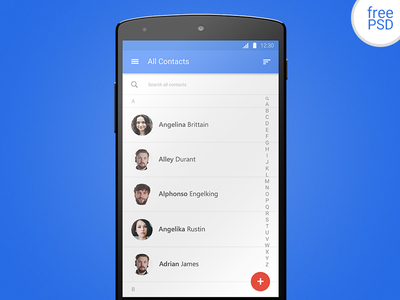 free
PSD
12:30
All Contacts
Search all contacts
A
Angelina Brittain
Alley Durant
Alphonso Engelking
Angelika Rustin
Adrian James
B
A
B
C
D
E
F
G
H
I
J
K
L
M
N
O
P
Q
R
S
T
U
V
W
X
Y
Z